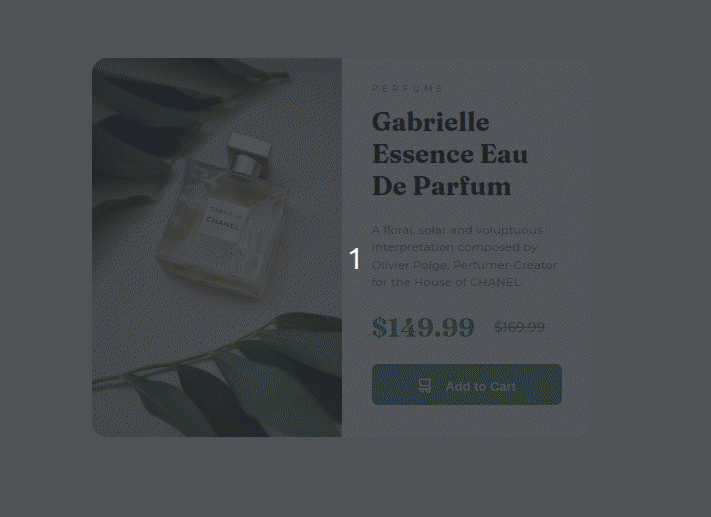 PERFUME
Gabrielle
Essence Eau
De Parfum
A floral, solar and voluptuous
interpretation composed by
Olivier Polge, Perfumer-Creator
for the House of CHANEL.
$149.99 $169.99
Add to Cart
GABRIELLE
CHANEL
1